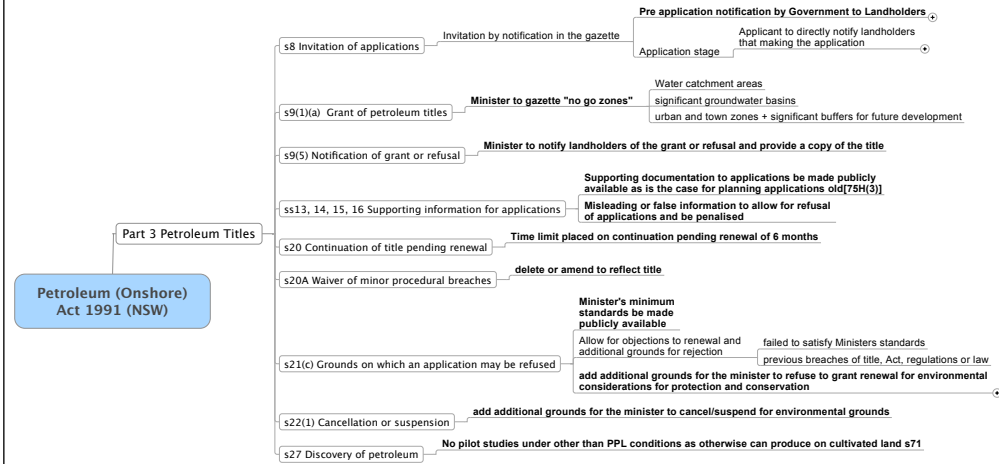 Petroleum (Onshore)
Act 1991 (NSW)
Part 3 Petroleum Titles
s8 Invitation of applications
Invitation by notification in the gazette
Pre application notification by Government to Landholders
Application stage
Applicant to directly notify landholders
that making the application
s9(1)(a) Grant of petroleum titles
Minister to gazette "no go zones"
Water catchment areas
significant groundwater basins
urban and town zones + significant buffers for future development
s9(5) Notification of grant or refusal
Minister to notify landholders of the grant or refusal and provide a copy of the title
ss13, 14, 15, 16 Supporting information for applications
Supporting documentation to applications be made publicly
available as is the case for planning applications old[75H(3)]
Misleading or false information to allow for refusal
of applications and be penalised
s20 Continuation of title pending renewal
Time limit placed on continuation pending renewal of 6 months
s20A Waiver of minor procedural breaches
delete or amend to reflect title
s21(c) Grounds on which an application may be refused
Minister's minimum
standards be made
publicly available
Allow for objections to renewal and
additional grounds for rejection
failed to satisfy Ministers standards
previous breaches of title, Act, regulations or law
add additional grounds for the minister to refuse to grant renewal for environmental
considerations for protection and conservation
s22(1) Cancellation or suspension
add additional grounds for the minister to cancel/suspend for environmental grounds
s27 Discovery of petroleum
No pilot studies under other than PPL conditions as otherwise can produce on cultivated land s71